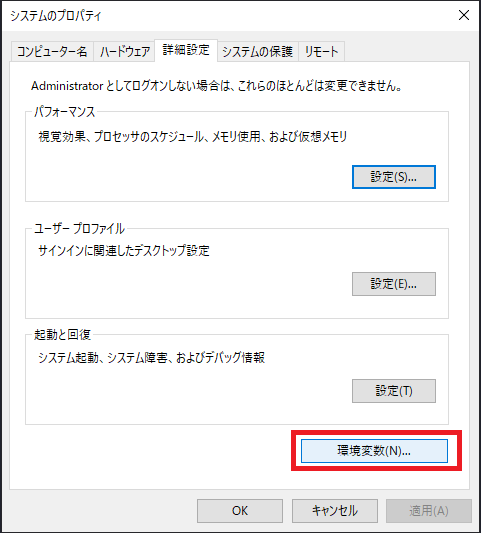 システムのプロパティ
コンピューター名 ハードウェア 詳細設定 システムの保護 リモート
Administrator としてログオンしない場合は、これらのほとんどは変更できません。
パフォーマンス
視覚効果、プロセッサのスケジュール、メモリ使用、および仮想メモリ
設定(S)...
ユーザー プロファイル
サインインに関連したデスクトップ設定
設定(E)...
起動と回復
システム起動、システム障害、およびデバッグ情報
設定(T)
環境変数(N)...
OK キャンセル 適用(A)